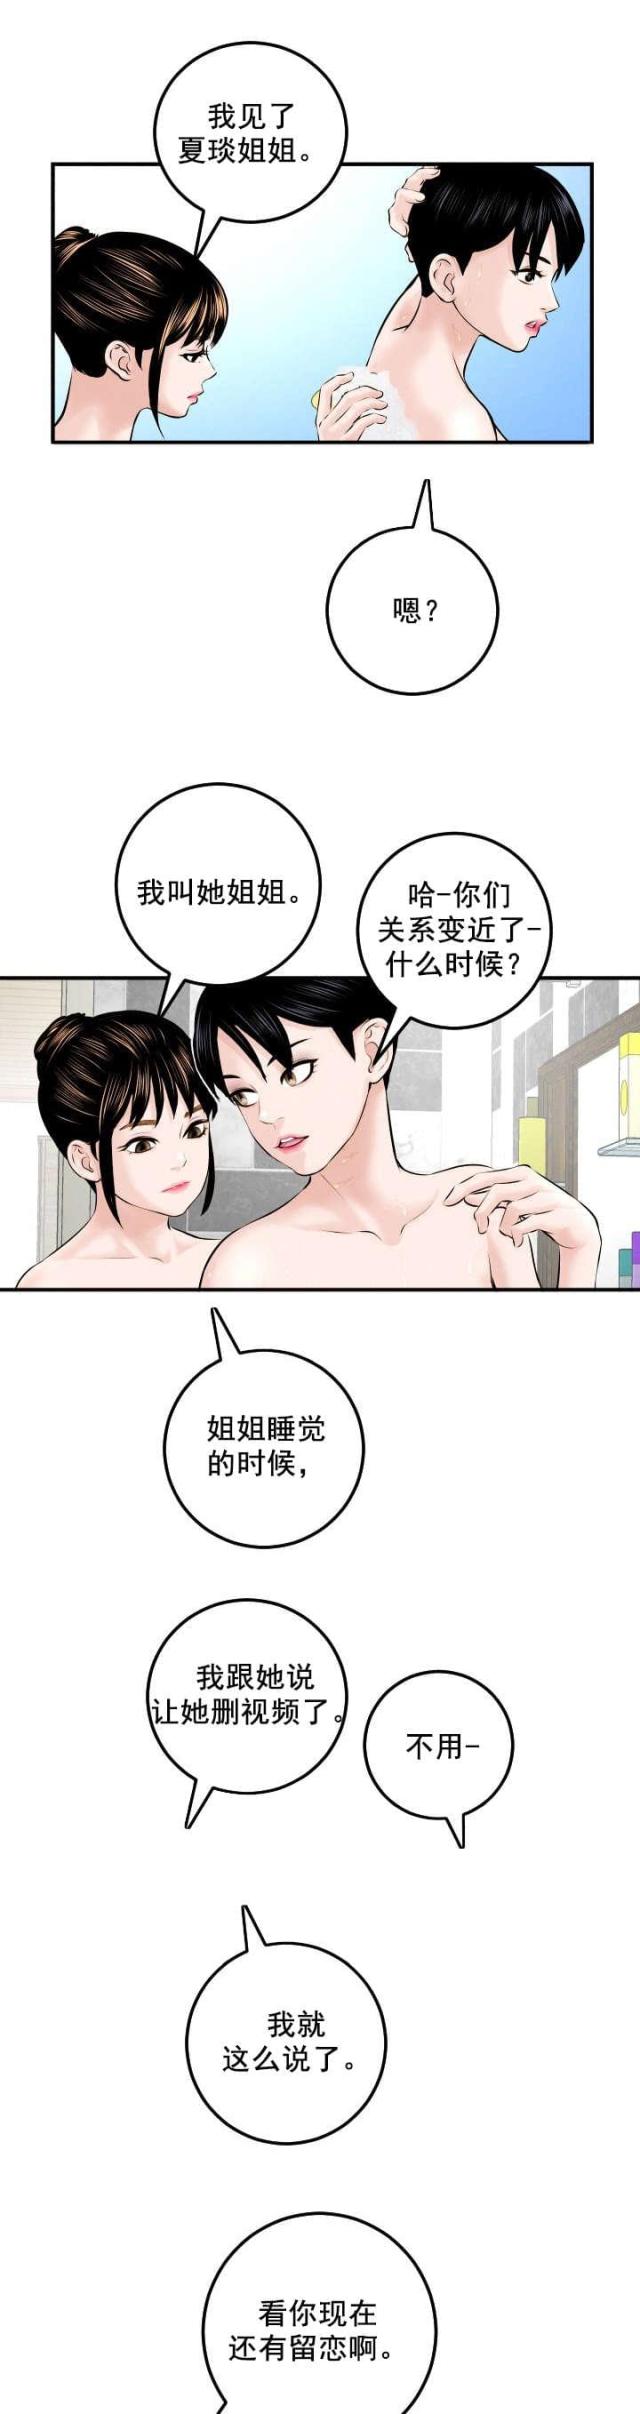 我见了
夏琰姐姐。
嗯？
我叫她姐姐。
哈-你们
关系变近了-
什么时候？
姐姐睡觉
的时候，
我跟她说
让她删视频了。
不用-
我就
这么说了。
看你现在
还有留恋啊。